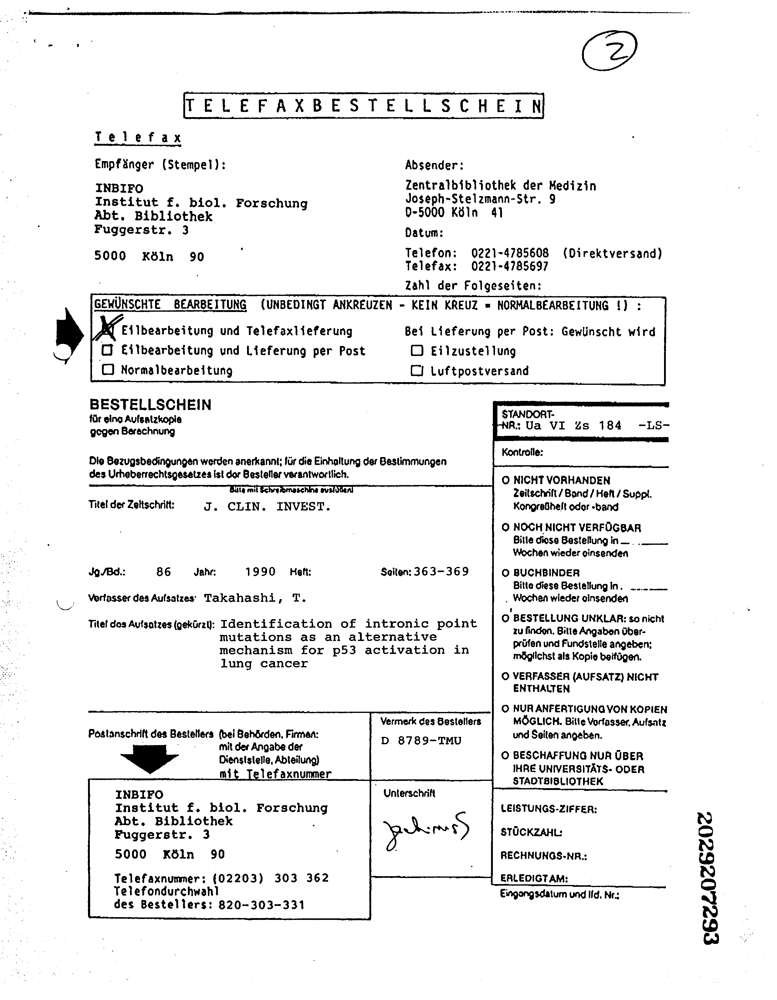 2
TELEFAXBESTELLSCHEIN
Telefax
Empfänger (Stempel):
INBIFO
Institut f. biol. Forschung
Abt. Bibliothek
Fuggerstr. 3
5000 Köln 90
Absender:
Zentralbibliothek der Medizin
Joseph-Stelzmann-Str. 9
D-5000 Köln 41
Datum:
Telefon: 0221-4785608 (Direktversand)
Telefax: 0221-4785697
Zahl der Folgeseiten:
GEWÜNSCHTE BEARBEITUNG (UNBEDINGT ANKREUZEN - KEIN KREUZ = NORMALBEARBEITUNG !) :
Eilbearbeitung und Telefaxlieferung
Eilbearbeitung und Lieferung per Post
Normalbearbeitung
Bei Lieferung per Post: Gewünscht wird
Eilzustellung
Luftpostversand
BESTELLSCHEIN
für eine Aufsatzkopie
gegen Berechnung
Die Bezugsbedingungen werden anerkannt; für die Einhaltung der Bestimmungen
des Urheberrechtsgesetzes ist der Besteller verantwortlich.
Bitte mit Schreibmaschine ausfüllen!
Titel der Zeitschrift: J. CLIN. INVEST.
Jg./Bd.: 86 Jahr: 1990 Heft: Seiten: 363-369
Verfasser des Aufsatzes: Takahashi, T.
Titel des Aufsatzes (gekürzt): Identification of intronic point
mutations as an alternative
mechanism for p53 activation in
lung cancer
STANDORT-
NR.: Ua VI Zs 184 -LS-
Kontrolle:
O NICHT VORHANDEN
Zeitschrift / Band / Heft / Suppl.
Kongreßheft oder -band
O NOCH NICHT VERFÜGBAR
Bitte diese Bestellung in
Wochen wieder einsenden
O BUCHBINDER
Bitte diese Bestellung in
Wochen wieder einsenden
O BESTELLUNG UNKLAR: so nicht
zu finden. Bitte Angaben über-
prüfen und Fundstelle angeben;
möglichst als Kopie beifügen.
O VERFASSER (AUFSATZ) NICHT
ENTHALTEN
O NUR ANFERTIGUNG VON KOPIEN
MÖGLICH. Bitte Verfasser, Aufsatz
und Seiten angeben.
O BESCHAFFUNG NUR ÜBER
IHRE UNIVERSITÄTS- ODER
STADTBIBLIOTHEK
LEISTUNGS-ZIFFER:
STÜCKZAHL:
RECHNUNGS-NR.:
ERLEDIGT AM:
Eingangsdatum und lfd. Nr.:
Postanschrift des Bestellers (bei Behörden, Firmen:
mit der Angabe der
Dienststelle, Abteilung)
mit Telefaxnummer
Vermerk des Bestellers
D 8789-TMU
INBIFO
Institut f. biol. Forschung
Abt. Bibliothek
Fuggerstr. 3
5000 Köln 90
Telefaxnummer: (02203) 303 362
Telefondurchwahl
des Bestellers: 820-303-331
Unterschrift
2029207293